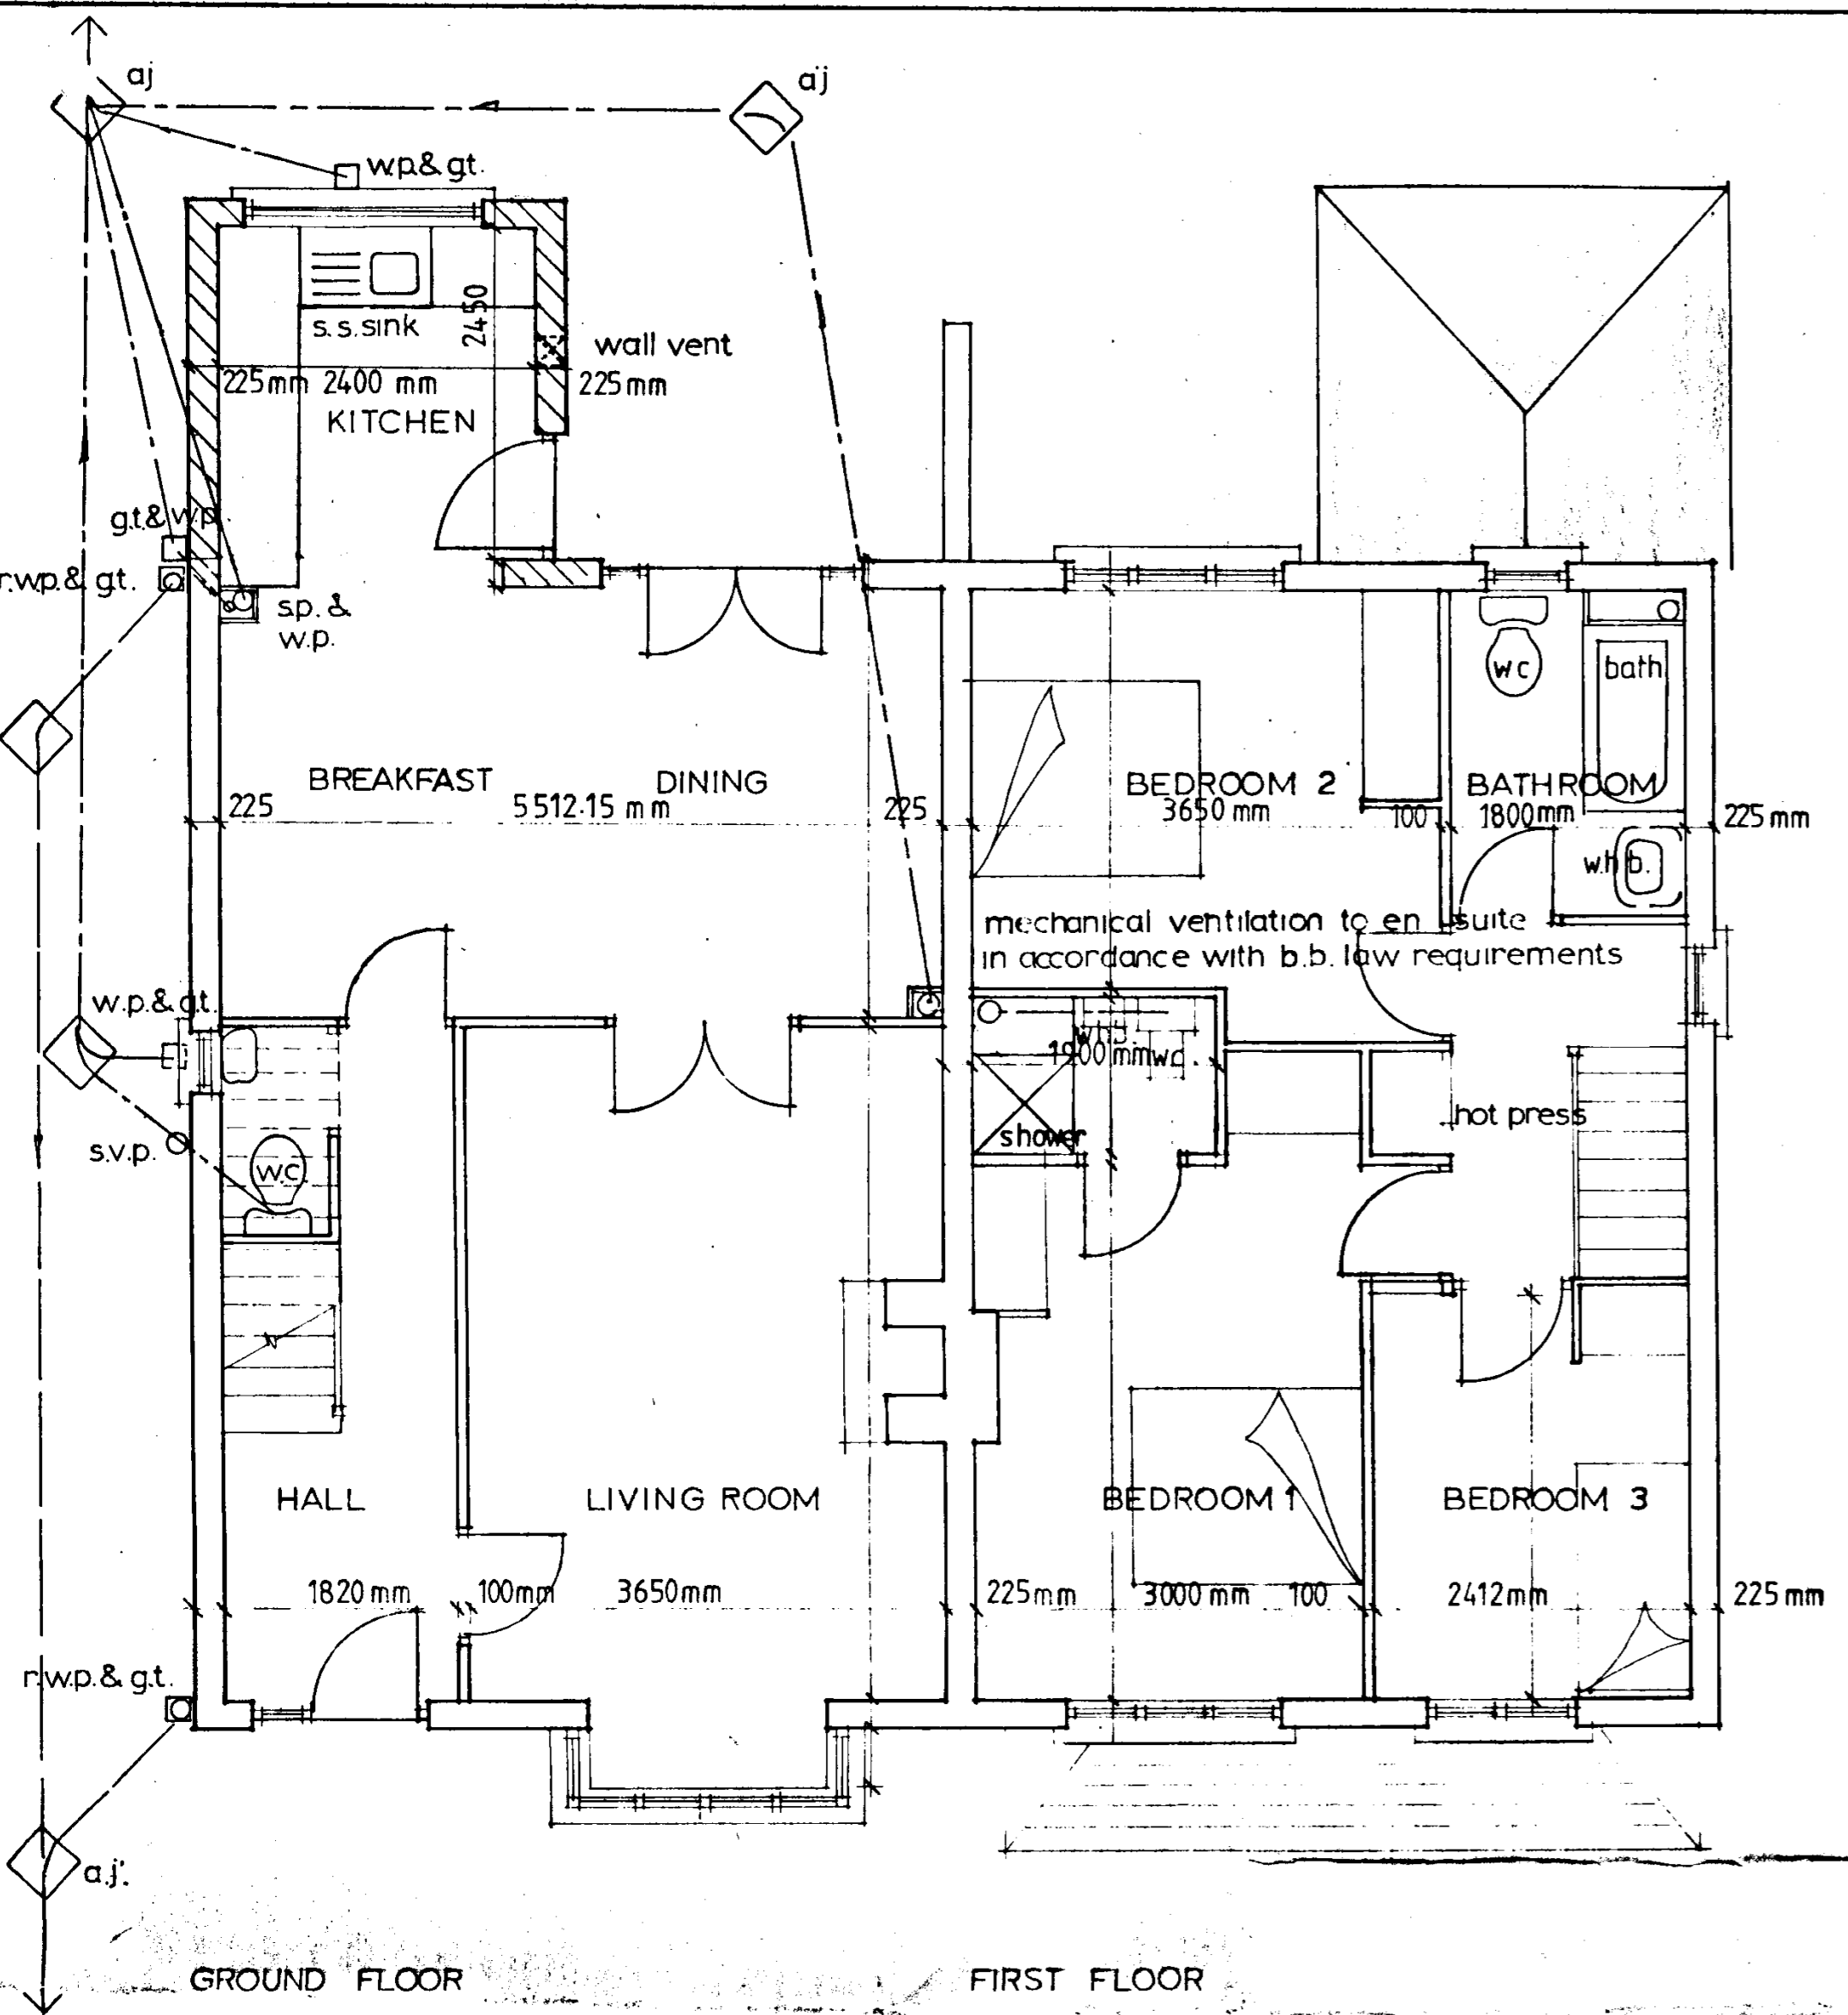 aj
aj
w.p.& gt.
s.s.sink
2450
wall vent
225mm 2400 mm
225mm
KITCHEN
g.t.& w.p.
r.w.p.& gt.
s.p. &
w.p.
wc
bath
BREAKFAST
DINING
BEDROOM 2
BATHROOM
225
5512·15 mm
225
3650 mm
100
1800mm
225 mm
w.h.b.
mechanical ventilation to en suite
in accordance with b.b. law requirements
w.p.& gt.
1900 mm
w.c.
s.v.p.
w.c.
shower
hot press
HALL
LIVING ROOM
BEDROOM 1
BEDROOM 3
1820 mm
100mm
3650mm
225mm
3000 mm
100
2412mm
225 mm
r.w.p.& g.t.
a.j.
GROUND FLOOR
FIRST FLOOR